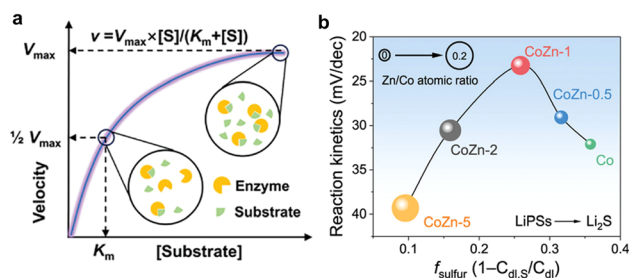 a
v =Vmax×[S]/(Km+[S])
Vmax
½ Vmax
Velocity
Enzyme
Substrate
Km
[Substrate]
b
Reaction kinetics (mV/dec)
20
25
30
35
40
0
0.2
Zn/Co atomic ratio
CoZn-1
CoZn-0.5
CoZn-2
Co
CoZn-5
LiPSs → Li₂S
0.1
0.2
0.3
0.4
fsulfur (1−Cdl,S/Cdl)